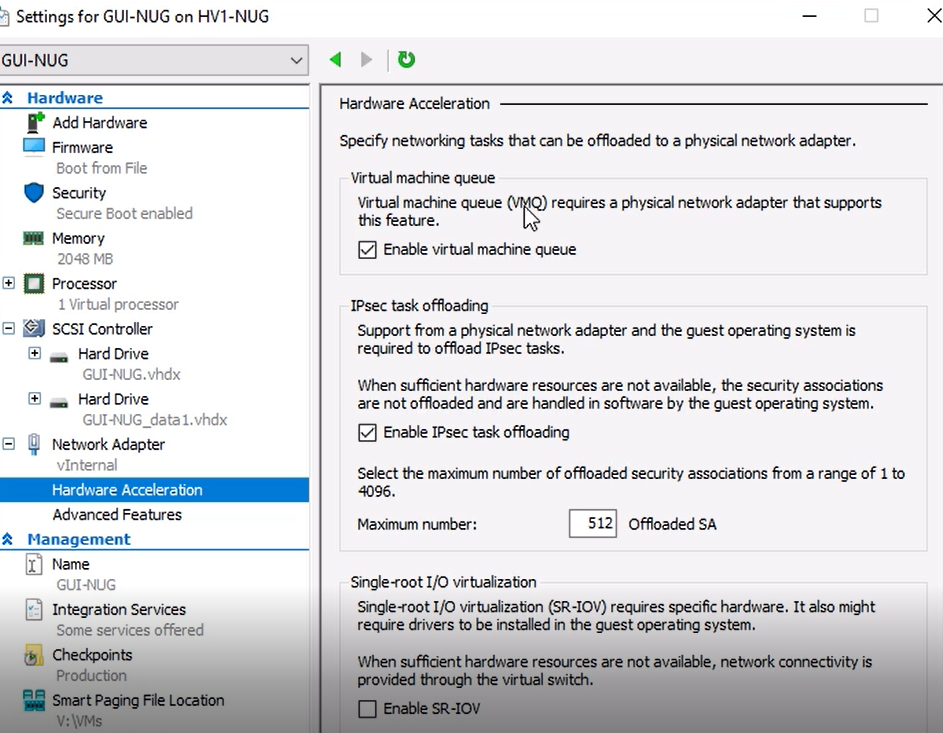 Settings for GUI-NUG on HV1-NUG
GUI-NUG
Hardware
Add Hardware
Firmware
Boot from File
Security
Secure Boot enabled
Memory
2048 MB
Processor
1 Virtual processor
SCSI Controller
Hard Drive
GUI-NUG.vhdx
Hard Drive
GUI-NUG_data1.vhdx
Network Adapter
vInternal
Hardware Acceleration
Advanced Features
Management
Name
GUI-NUG
Integration Services
Some services offered
Checkpoints
Production
Smart Paging File Location
V:\VMs
Hardware Acceleration
Specify networking tasks that can be offloaded to a physical network adapter.
Virtual machine queue
Virtual machine queue (VMQ) requires a physical network adapter that supports
this feature.
Enable virtual machine queue
IPsec task offloading
Support from a physical network adapter and the guest operating system is
required to offload IPsec tasks.
When sufficient hardware resources are not available, the security associations
are not offloaded and are handled in software by the guest operating system.
Enable IPsec task offloading
Select the maximum number of offloaded security associations from a range of 1 to
4096.
Maximum number: 512 Offloaded SA
Single-root I/O virtualization
Single-root I/O virtualization (SR-IOV) requires specific hardware. It also might
require drivers to be installed in the guest operating system.
When sufficient hardware resources are not available, network connectivity is
provided through the virtual switch.
Enable SR-IOV